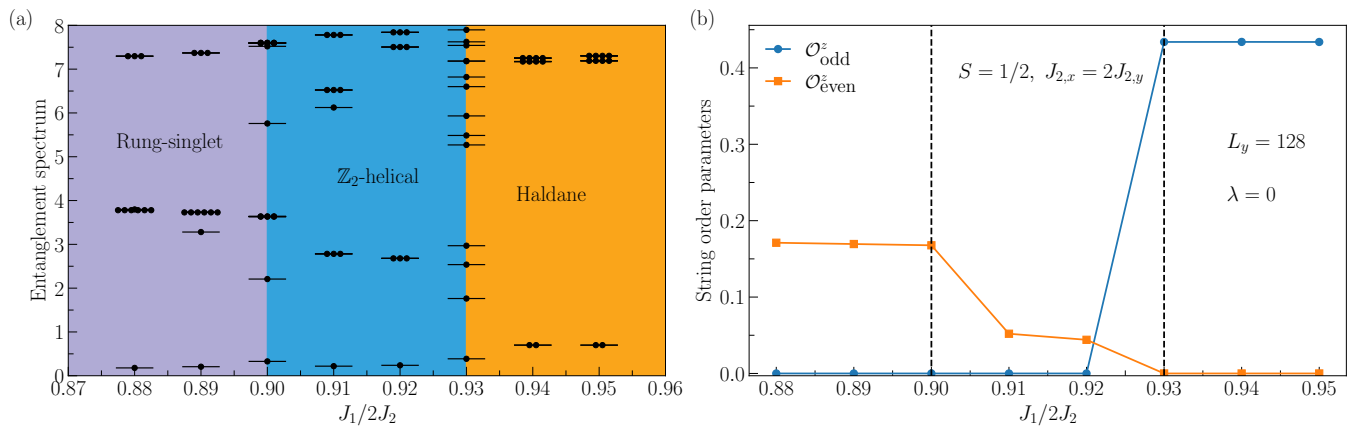 (a)
Entanglement spectrum
8
7
6
5
4
3
2
1
0
Rung-singlet
ℤ₂-helical
Haldane
0.87 0.88 0.89 0.90 0.91 0.92 0.93 0.94 0.95 0.96
J₁/2J₂
(b)
String order parameters
0.4
0.3
0.2
0.1
0.0
𝒪ᶻ_odd
𝒪ᶻ_even
S = 1/2, J₂,ₓ = 2J₂,ᵧ
L_y = 128
λ = 0
0.88 0.89 0.90 0.91 0.92 0.93 0.94 0.95
J₁/2J₂